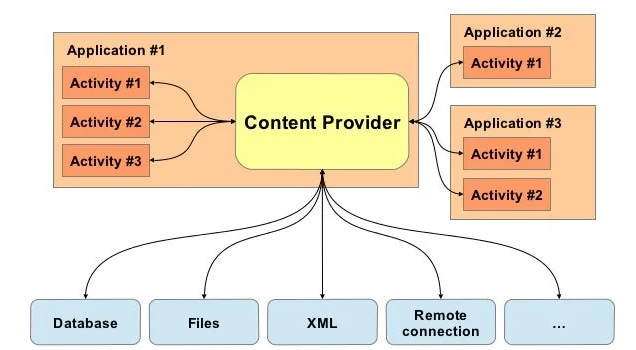 Application #1
Activity #1
Activity #2
Activity #3
Content Provider
Application #2
Activity #1
Application #3
Activity #1
Activity #2
Database
Files
XML
Remote
connection
...